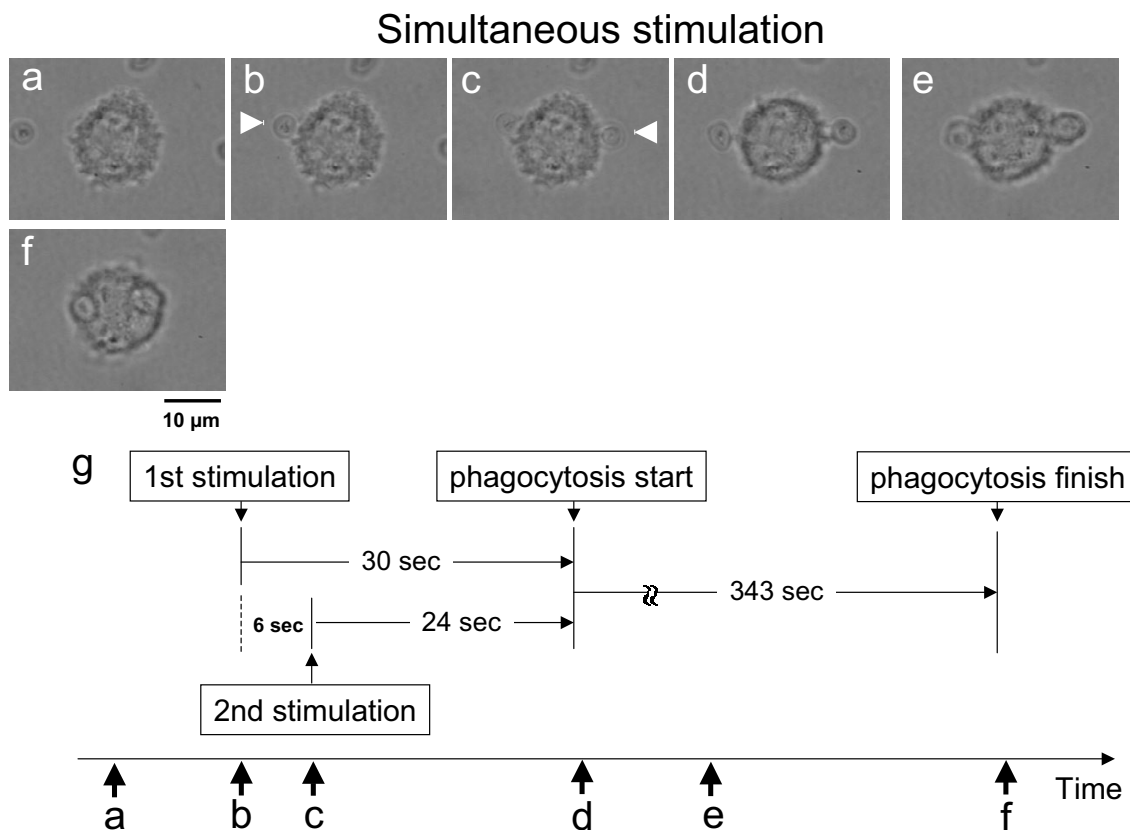 Simultaneous stimulation
a
b
c
d
e
f
10 µm
g
1st stimulation
phagocytosis start
phagocytosis finish
30 sec
343 sec
6 sec
24 sec
2nd stimulation
Time
a
b
c
d
e
f